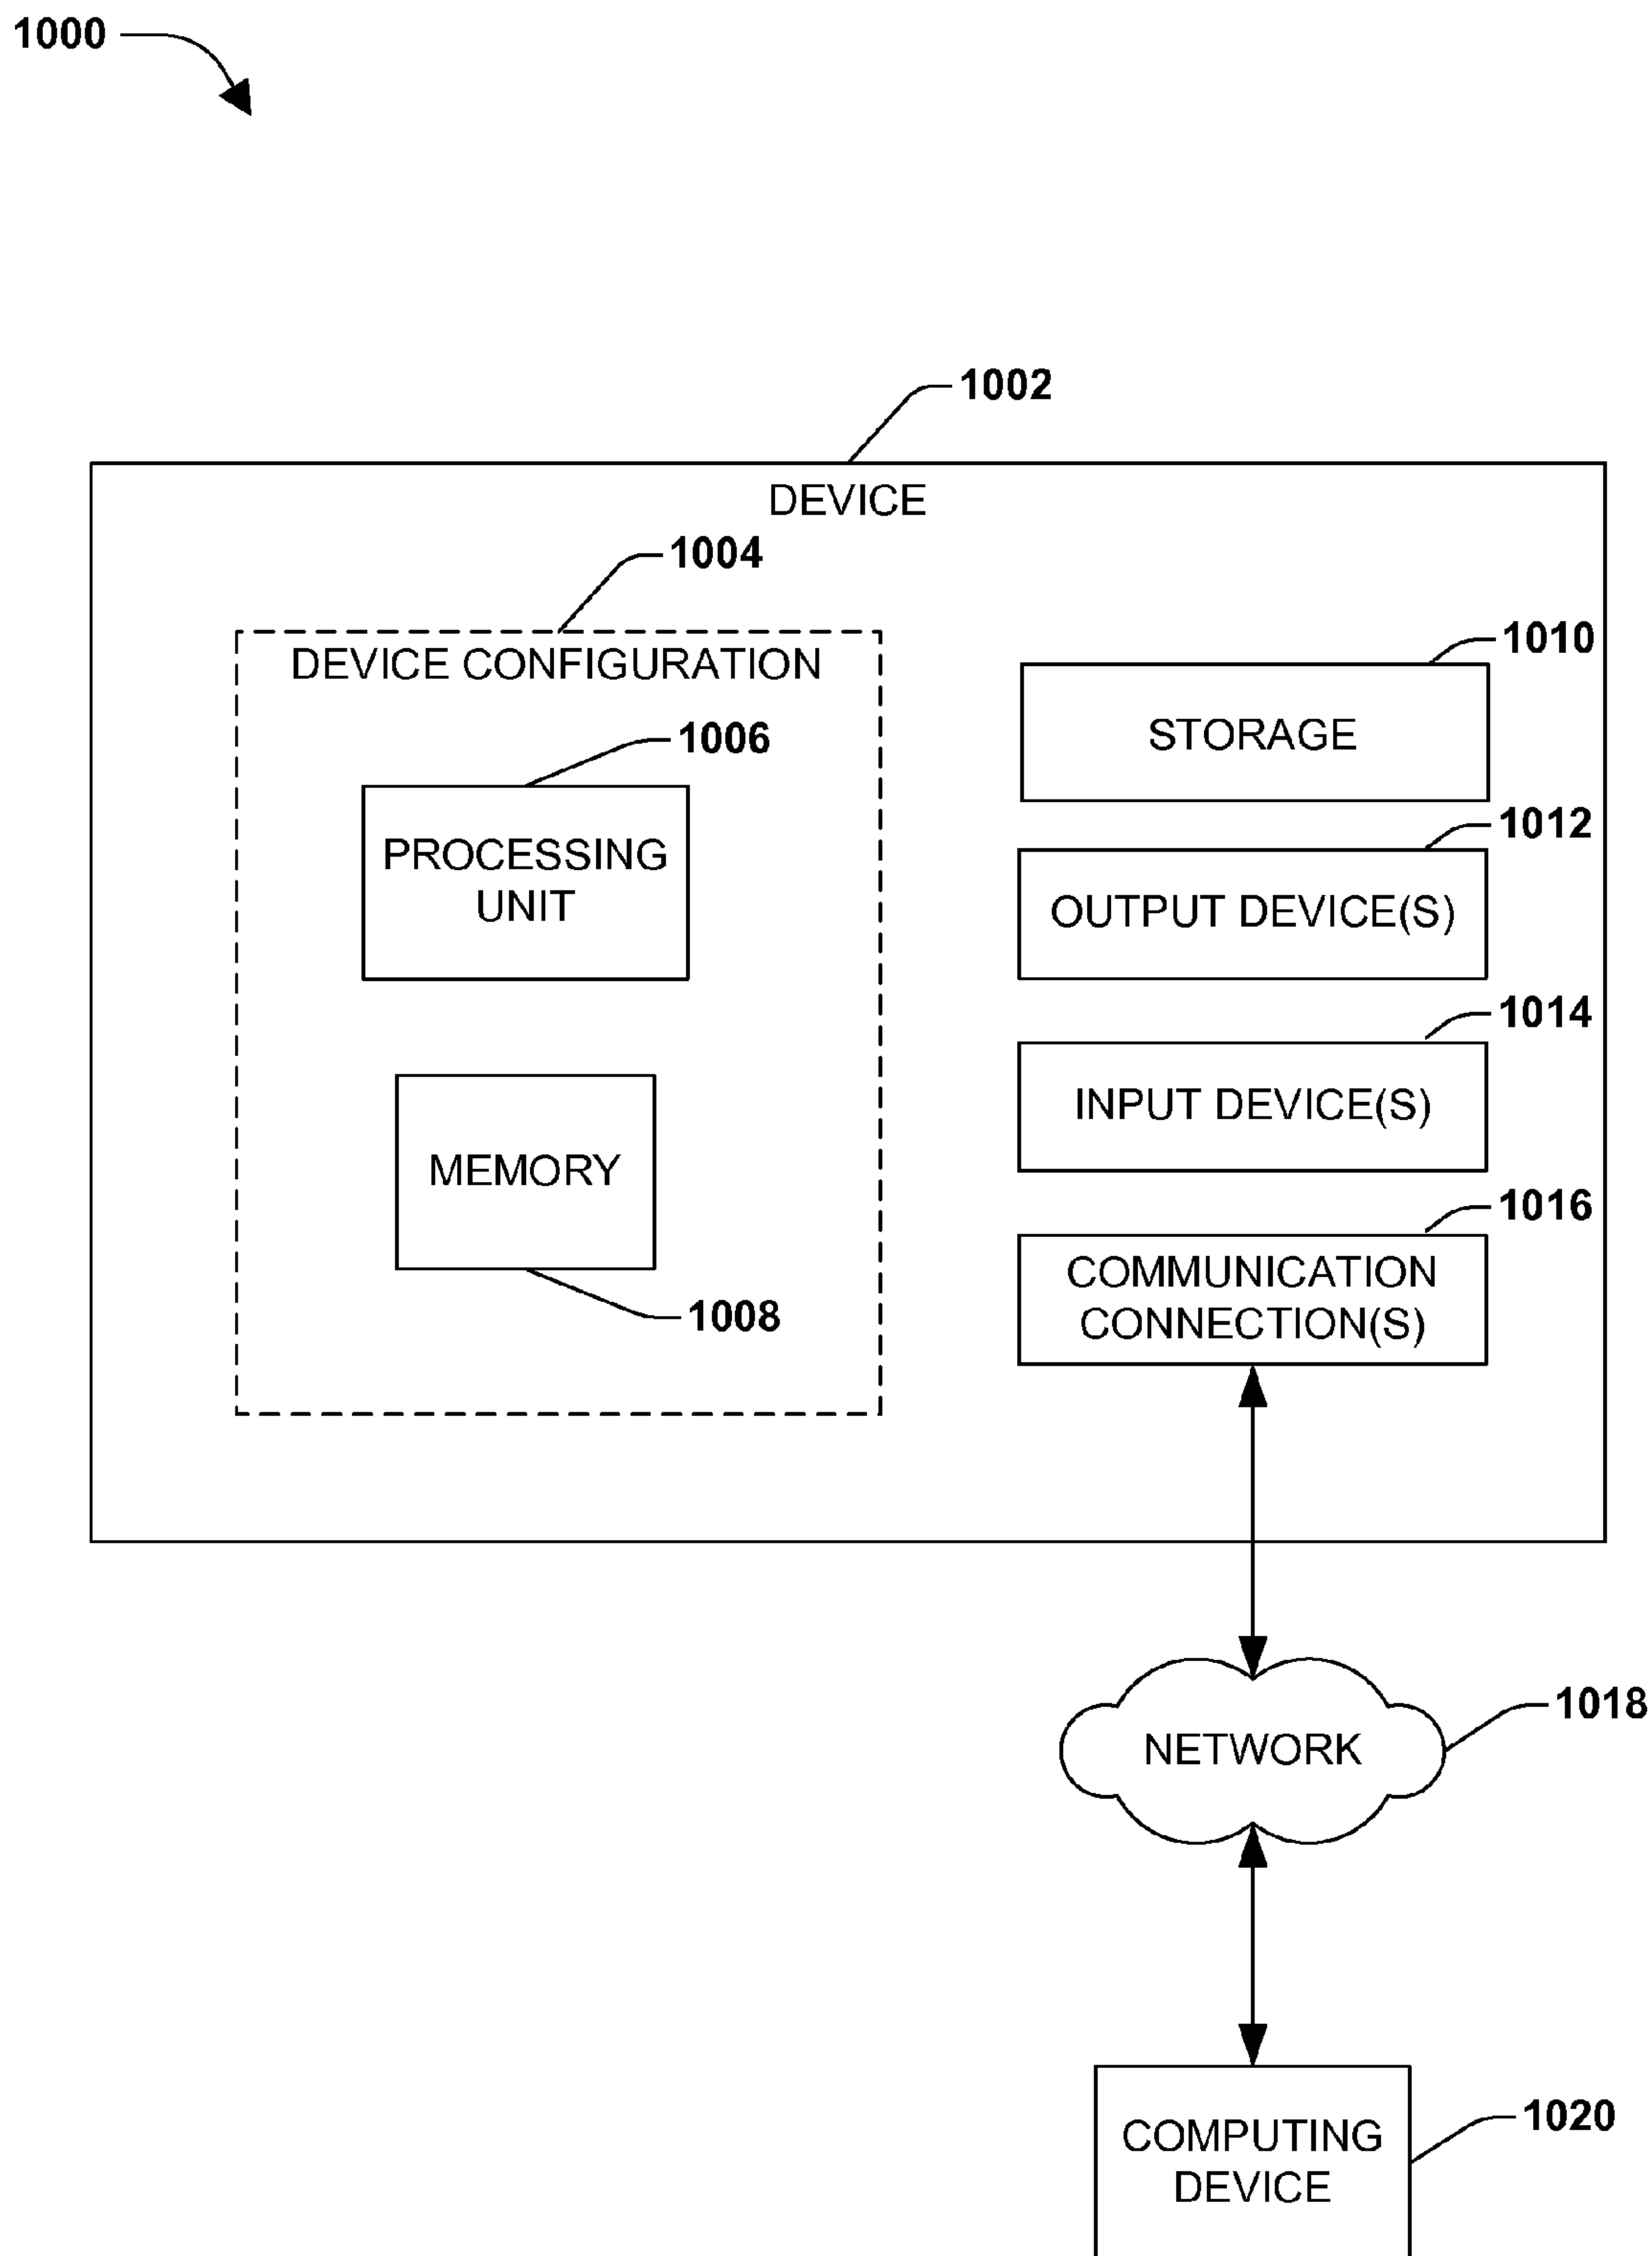 1000
1002
DEVICE
1004
DEVICE CONFIGURATION
1006
PROCESSING
UNIT
MEMORY
1008
1010
STORAGE
1012
OUTPUT DEVICE(S)
1014
INPUT DEVICE(S)
1016
COMMUNICATION
CONNECTION(S)
NETWORK
1018
COMPUTING
DEVICE
1020